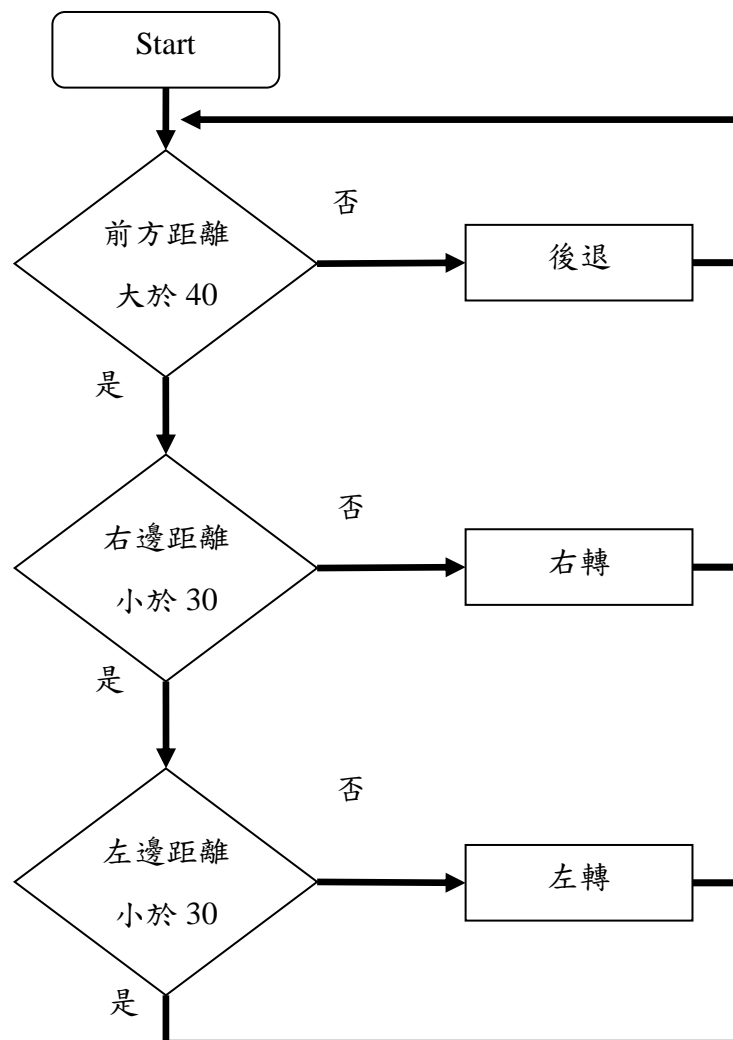 Start
否
前方距離
大於 40
後退
是
否
右邊距離
小於 30
右轉
是
否
左邊距離
小於 30
左轉
是